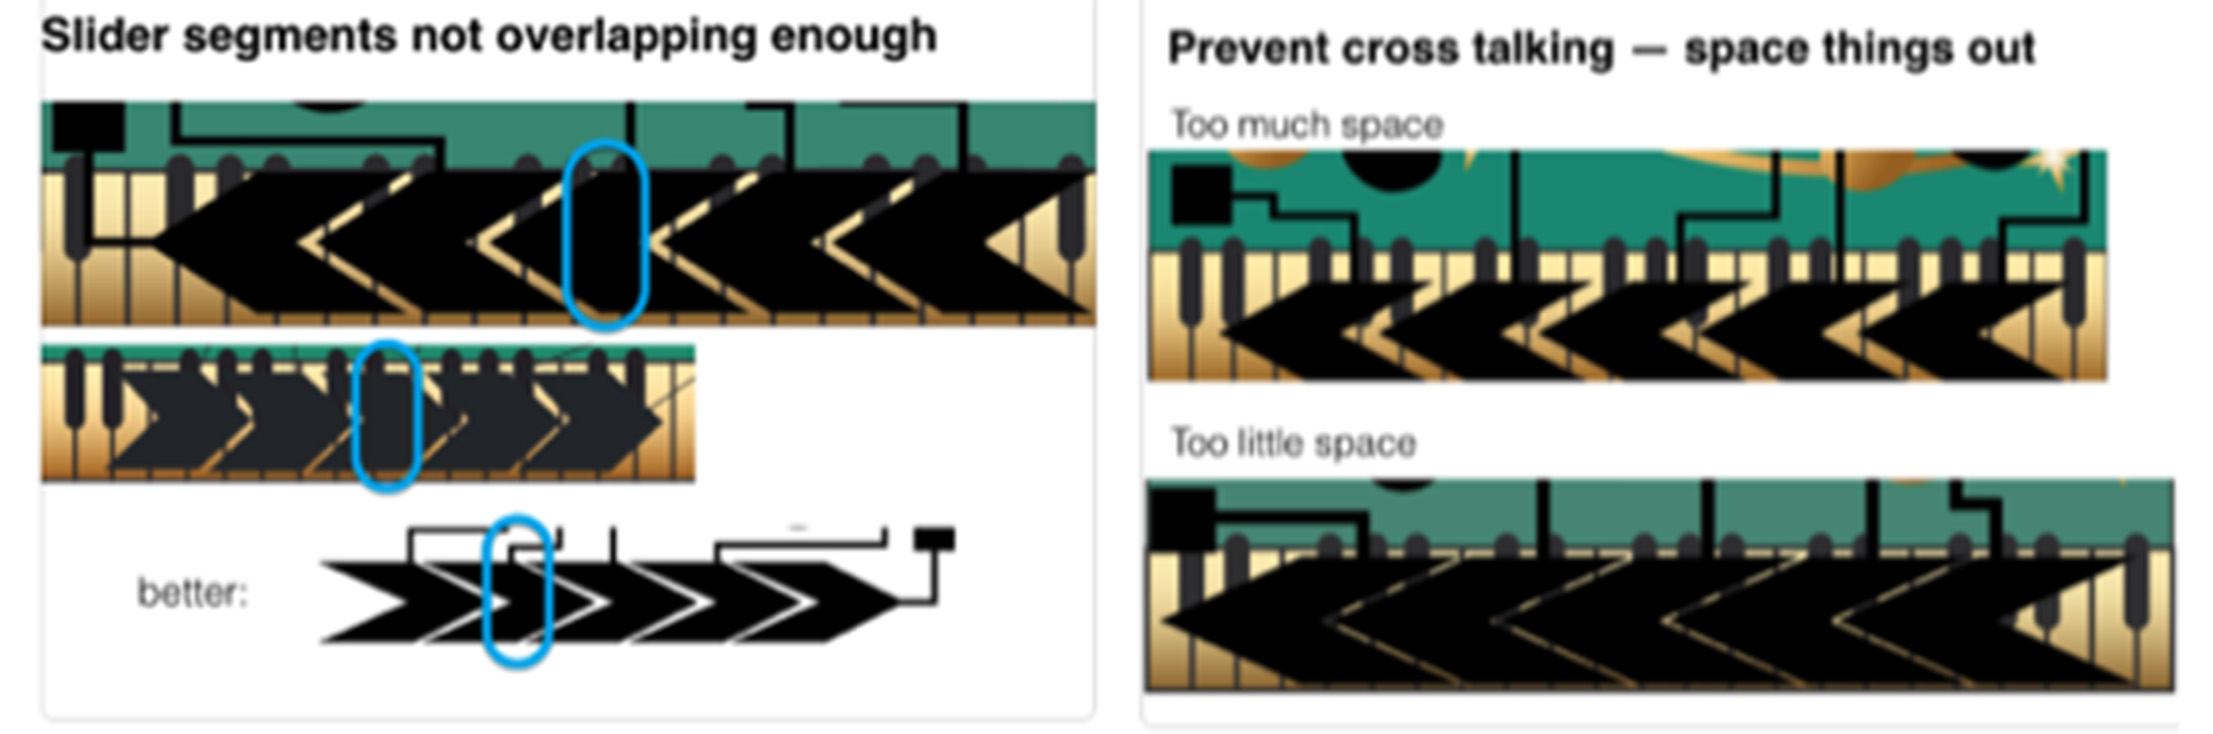 Slider segments not overlapping enough
better:
Prevent cross talking — space things out
Too much space
Too little space